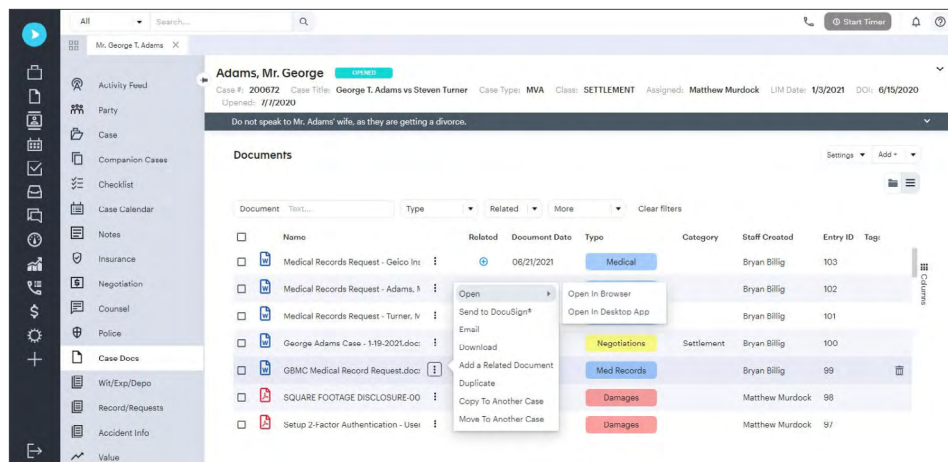 All Search... Start Timer
Mr. George T. Adams
Activity Feed
Party
Case
Companion Cases
Checklist
Case Calendar
Notes
Insurance
Negotiation
Counsel
Police
Case Docs
Wit/Exp/Depo
Record/Requests
Accident Info
Value
Adams, Mr. George OPENED
Case #: 200672 Case Title: George T. Adams vs Steven Turner Case Type: MVA Class: SETTLEMENT Assigned: Matthew Murdock LIM Date: 1/3/2021 DOI: 6/15/2020
Opened: 7/7/2020
Do not speak to Mr. Adams' wife, as they are getting a divorce.
Documents Settings Add +
Document Text... Type Related More Clear filters
Name Related Document Date Type Category Staff Created Entry ID Tags
Medical Records Request - Geico Ins 06/21/2021 Medical Bryan Billig 103
Medical Records Request - Adams, Bryan Billig 102
Medical Records Request - Turner, Bryan Billig 101
George Adams Case - 1-19-2021.doc Negotiations Settlement Bryan Billig 100
GBMC Medical Record Request.doc Med Records Bryan Billig 99
SQUARE FOOTAGE DISCLOSURE-00 Damages Matthew Murdock 98
Setup 2-Factor Authentication - User Damages Matthew Murdock 97
Open
Send to DocuSign®
Email
Download
Add a Related Document
Duplicate
Copy To Another Case
Move To Another Case
Open In Browser
Open In Desktop App
Columns